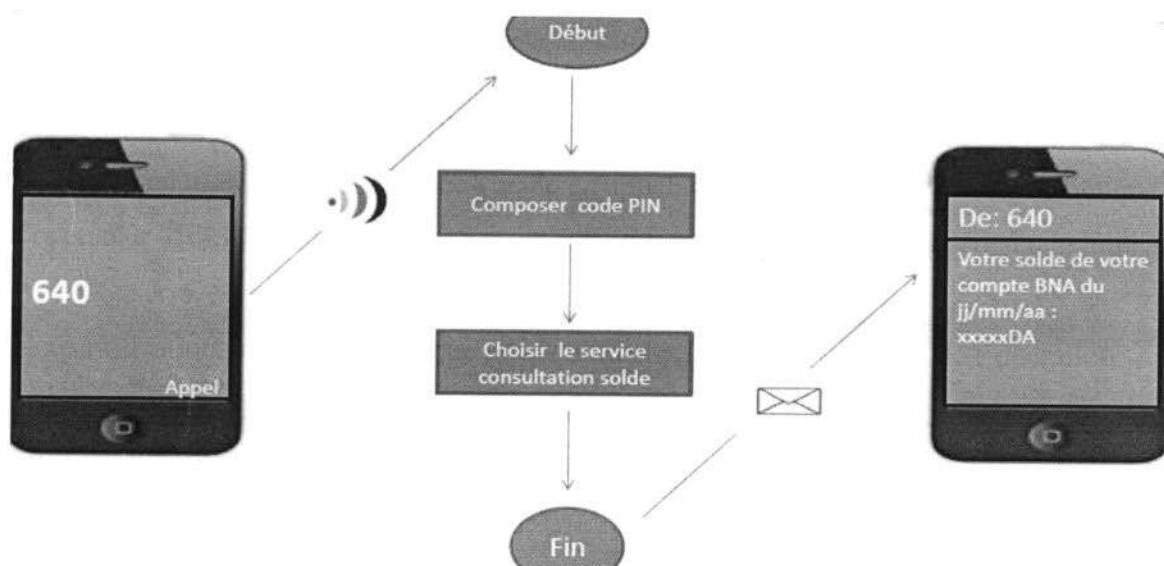 Début
Composer code PIN
640
Appel
Choisir le service
consultation solde
Fin
De: 640
Votre solde de votre
compte BNA du
jj/mm/aa :
xxxxxDA